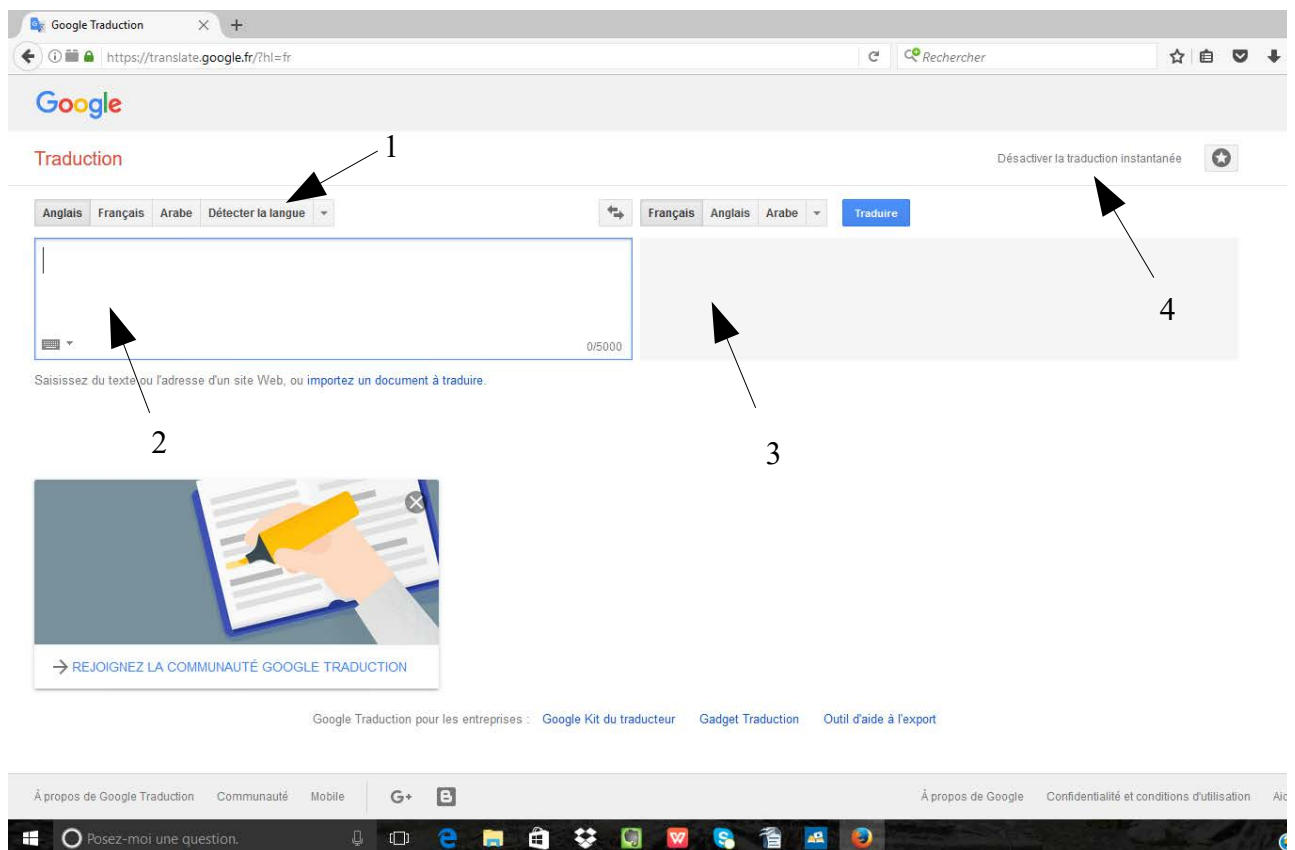 Google Traduction
https://translate.google.fr/?hl=fr
Rechercher
Google
1
Traduction
Désactiver la traduction instantanée
Anglais Français Arabe Détecter la langue
Français Anglais Arabe Traduire
4
0/5000
Saisissez du texte ou l'adresse d'un site Web, ou importez un document à traduire.
2
3
REJOIGNEZ LA COMMUNAUTÉ GOOGLE TRADUCTION
Google Traduction pour les entreprises : Google Kit du traducteur Gadget Traduction Outil d'aide à l'export
À propos de Google Traduction Communauté Mobile G+ À propos de Google Confidentialité et conditions d'utilisation
Posez-moi une question.